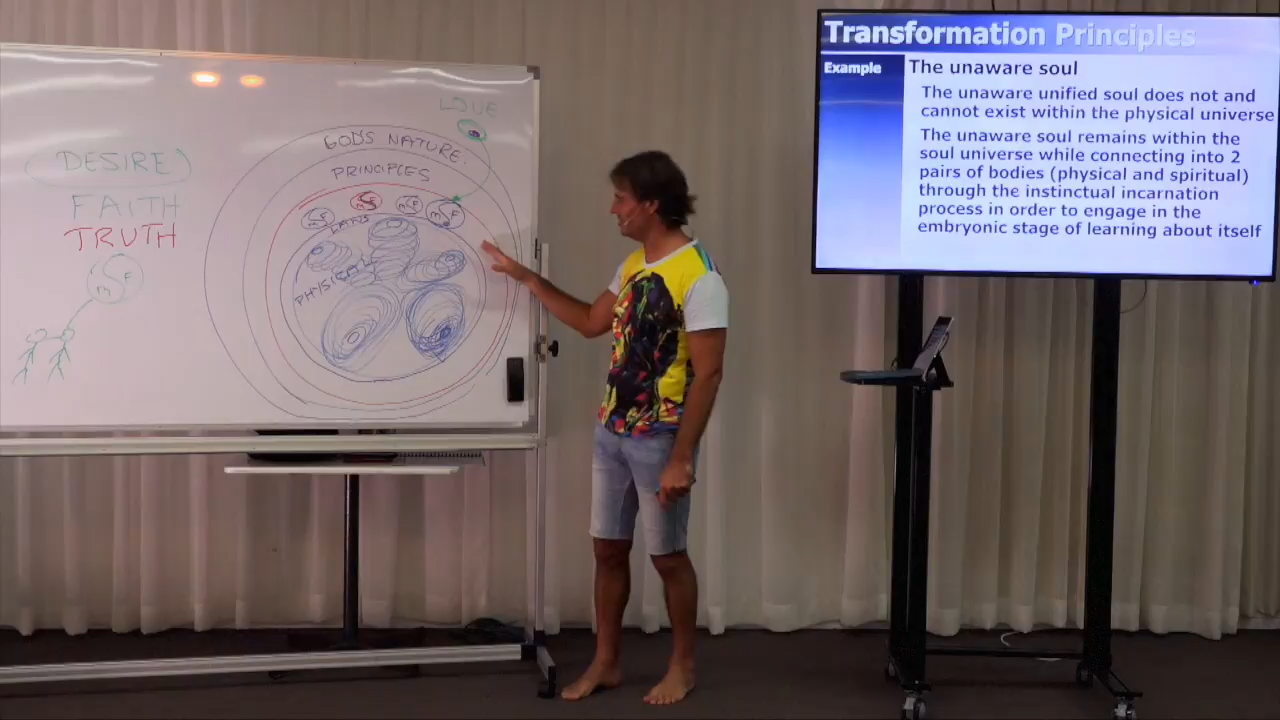 DESIRE
FAITH
TRUTH
M F
LOVE
GOD'S NATURE.
PRINCIPLES
M F
M F
M F
M F
LAWS
PHYSICAL
Transformation Principles
Example
The unaware soul
The unaware unified soul does not and
cannot exist within the physical universe
The unaware soul remains within the
soul universe while connecting into 2
pairs of bodies (physical and spiritual)
through the instinctual incarnation
process in order to engage in the
embryonic stage of learning about itself